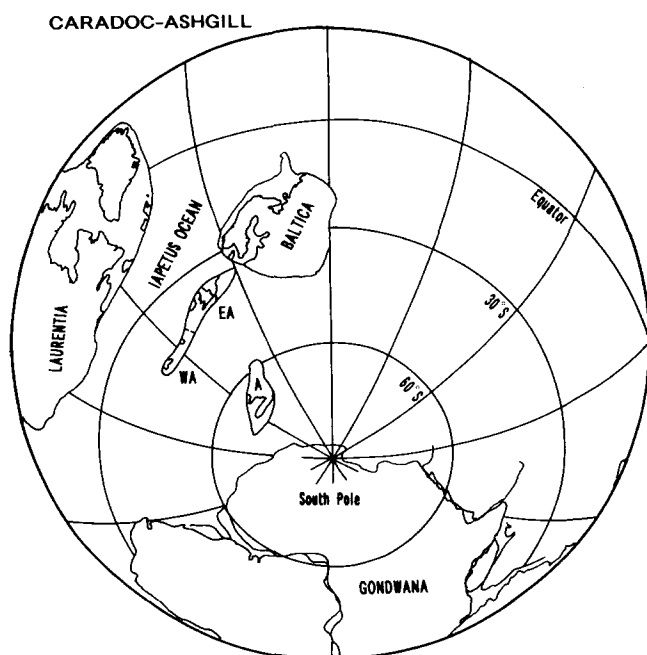 CARADOC-ASHGILL
Equator
IAPETUS OCEAN
BALTICA
30°S
LAURENTIA
EA
WA
A
60°S
South Pole
GONDWANA